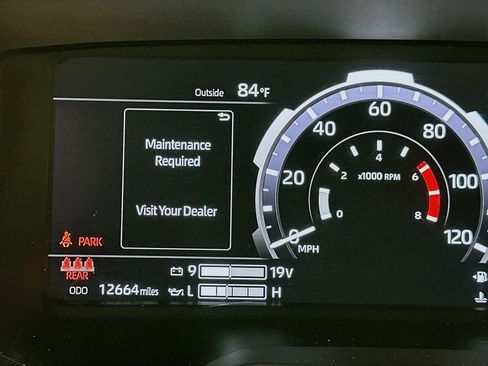 Outside 84°F
Maintenance
Required
Visit Your Dealer
PARK
REAR
ODO 12664 miles
9 19V
L H
0 20 40 60 80 100 120
MPH
0 2 4 6 8
x1000 RPM